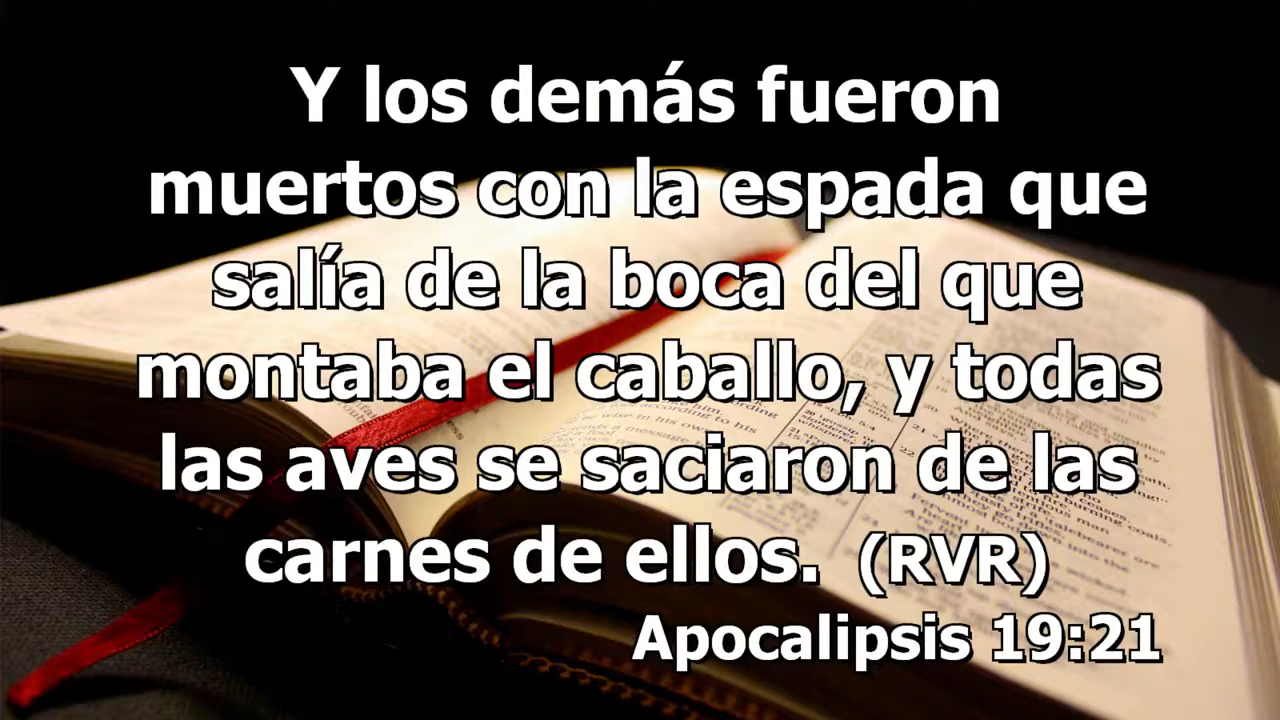 Y los demás fueron
muertos con la espada que
salía de la boca del que
montaba el caballo, y todas
las aves se saciaron de las
carnes de ellos. (RVR)
Apocalipsis 19:21